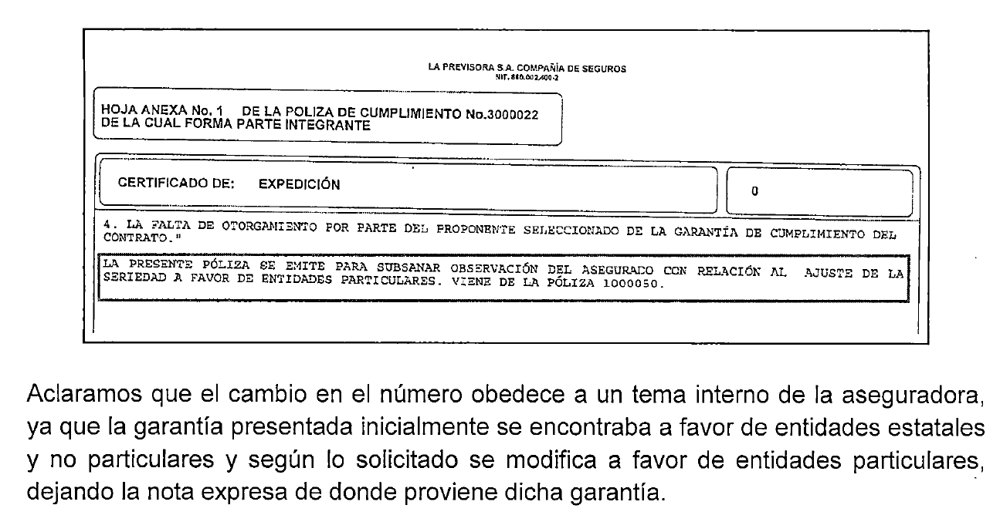 LA PREVISORA S.A. COMPAÑÍA DE SEGUROS
NIT. 860.002.400-2
HOJA ANEXA No. 1 DE LA POLIZA DE CUMPLIMIENTO No.3000022
DE LA CUAL FORMA PARTE INTEGRANTE
CERTIFICADO DE: EXPEDICIÓN
0
4. LA FALTA DE OTORGAMIENTO POR PARTE DEL PROPONENTE SELECCIONADO DE LA GARANTÍA DE CUMPLIMIENTO DEL
CONTRATO."
LA PRESENTE PÓLIZA SE EMITE PARA SUBSANAR OBSERVACIÓN DEL ASEGURADO CON RELACIÓN AL AJUSTE DE LA
SERIEDAD A FAVOR DE ENTIDADES PARTICULARES. VIENE DE LA PÓLIZA 1000050.
Aclaramos que el cambio en el número obedece a un tema interno de la aseguradora,
ya que la garantía presentada inicialmente se encontraba a favor de entidades estatales
y no particulares y según lo solicitado se modifica a favor de entidades particulares,
dejando la nota expresa de donde proviene dicha garantía.